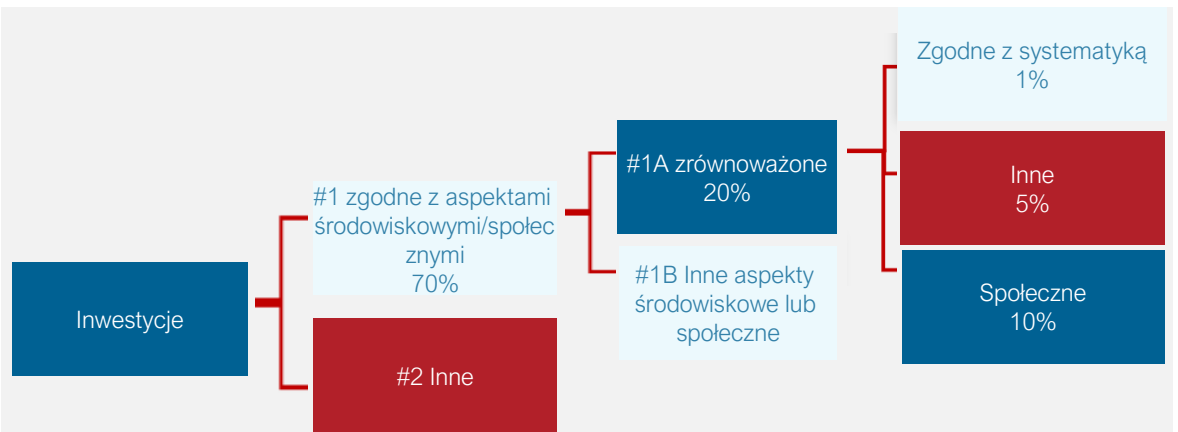 Inwestycje
#1 zgodne z aspektami
środowiskowymi/społec
znymi
70%
#2 Inne
#1A zrównoważone
20%
#1B Inne aspekty
środowiskowe lub
społeczne
Zgodne z systematyką
1%
Inne
5%
Społeczne
10%